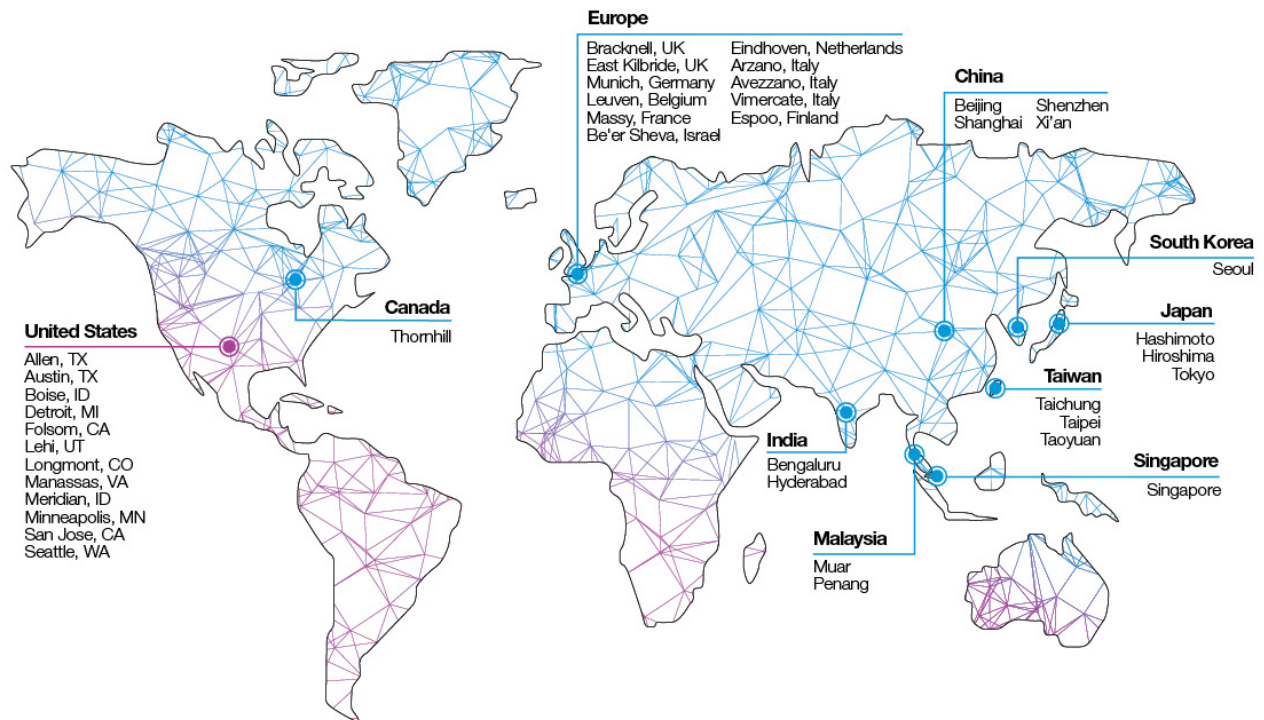 Europe
Bracknell, UK
East Kilbride, UK
Munich, Germany
Leuven, Belgium
Massy, France
Be'er Sheva, Israel
Eindhoven, Netherlands
Arzano, Italy
Avezzano, Italy
Vimercate, Italy
Espoo, Finland
China
Beijing
Shanghai
Shenzhen
Xi'an
South Korea
Seoul
Canada
Thornhill
Japan
Hashimoto
Hiroshima
Tokyo
United States
Allen, TX
Austin, TX
Boise, ID
Detroit, MI
Folsom, CA
Lehi, UT
Longmont, CO
Manassas, VA
Meridian, ID
Minneapolis, MN
San Jose, CA
Seattle, WA
Taiwan
Taichung
Taipei
Taoyuan
India
Bengaluru
Hyderabad
Singapore
Singapore
Malaysia
Muar
Penang